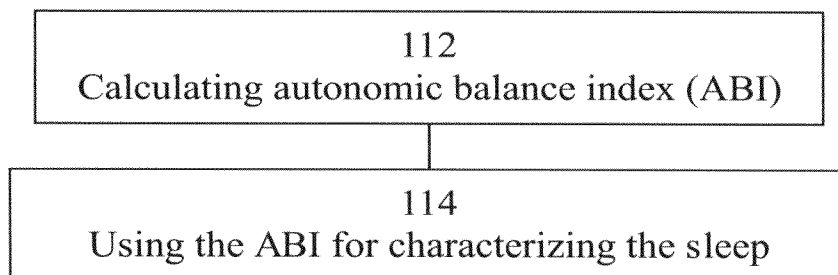 112
Calculating autonomic balance index (ABI)
114
Using the ABI for characterizing the sleep